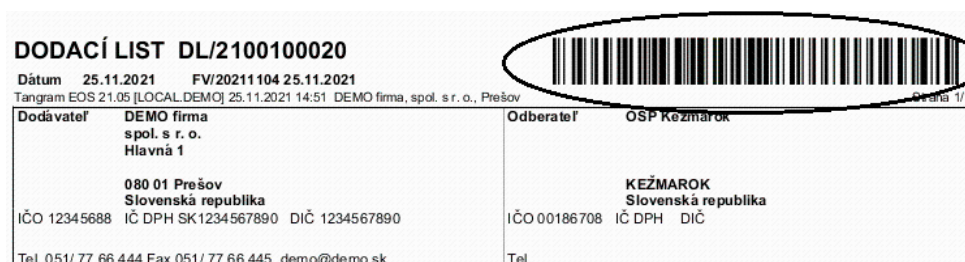 DODACÍ LIST DL/2100100020
Dátum 25.11.2021 FV/20211104 25.11.2021
Tangram EOS 21.05 [LOCAL.DEMO] 25.11.2021 14:51 DEMO firma, spol. s r. o., Prešov Strana 1/
Dodávateľ DEMO firma
spol. s r. o.
Hlavná 1
080 01 Prešov
Slovenská republika
IČO 12345688 IČ DPH SK1234567890 DIČ 1234567890
Tel. 051/ 77 66 444 Fax 051/ 77 66 445 demo@demo.sk
Odberateľ OSP Kežmarok
KEŽMAROK
Slovenská republika
IČO 00186708 IČ DPH DIČ
Tel